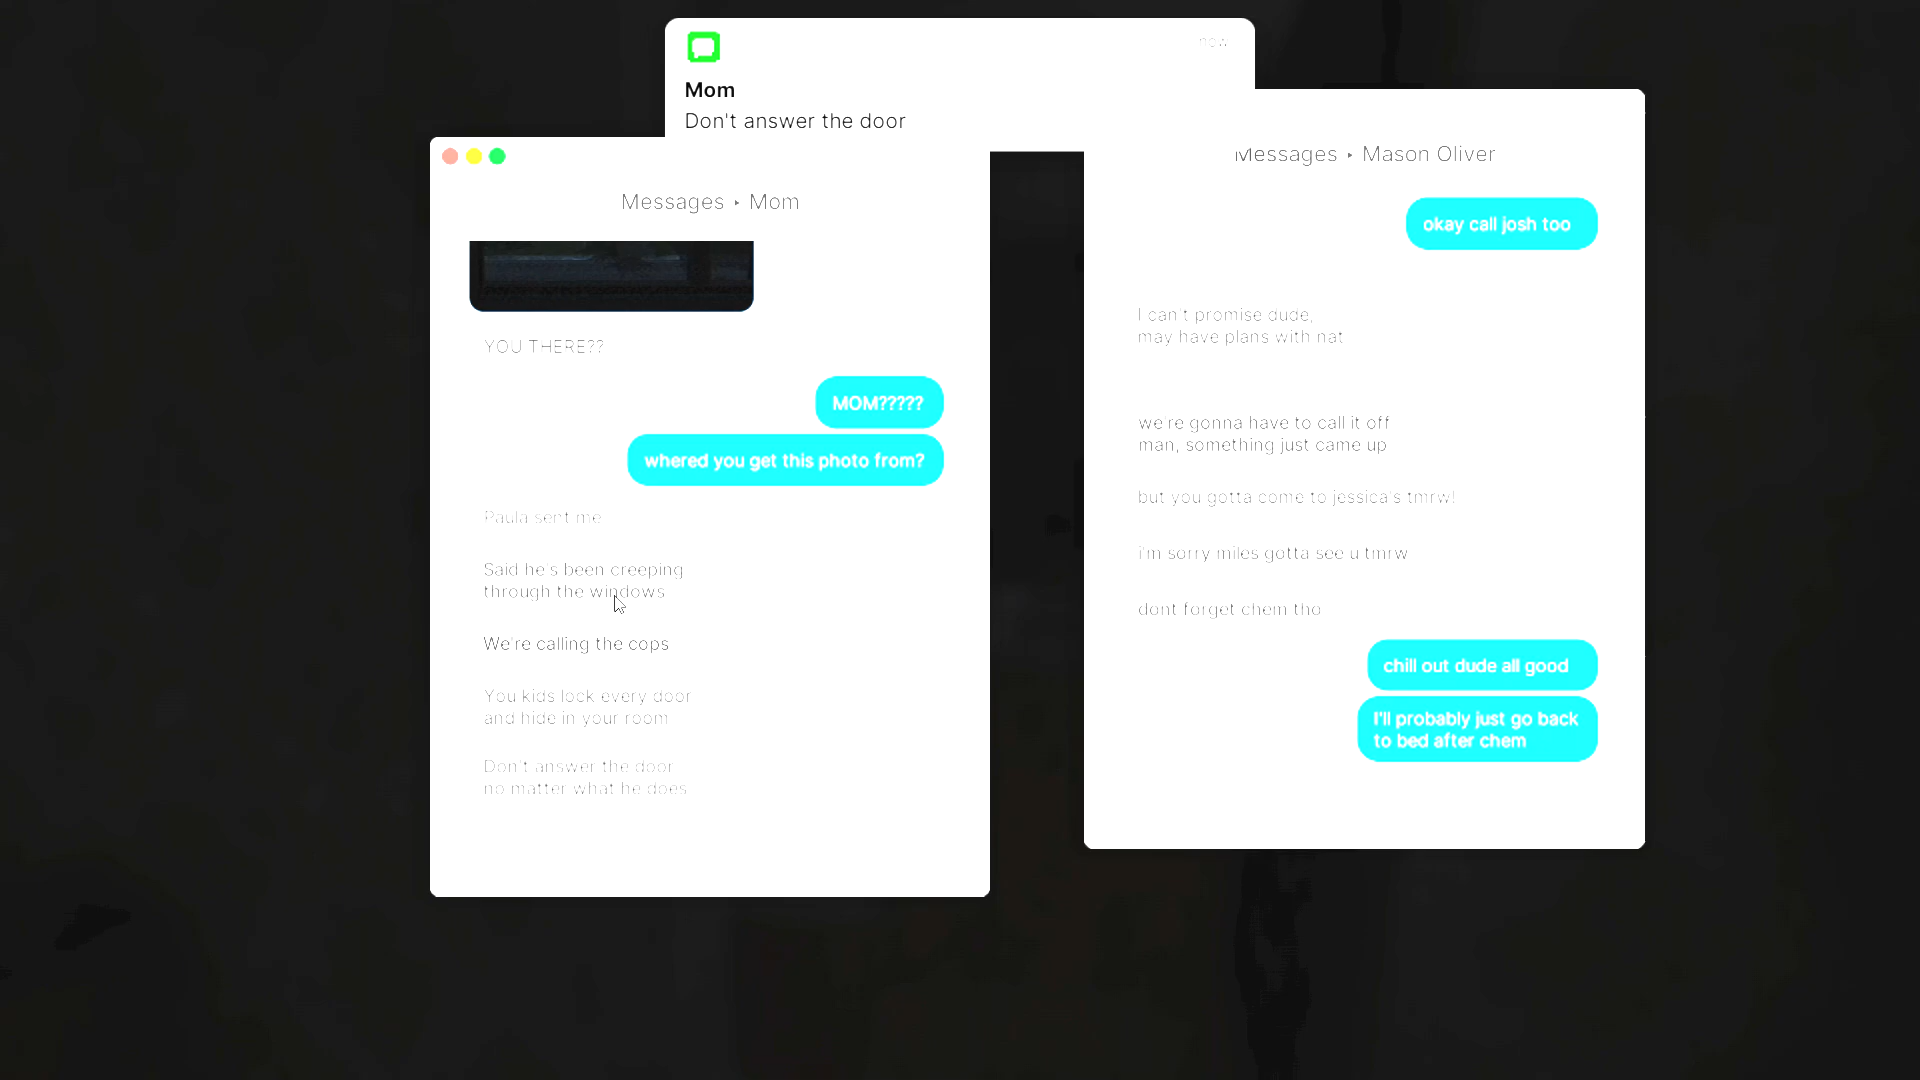 now
Mom
Don't answer the door
Messages ‣ Mom
YOU THERE??
MOM?????
whered you get this photo from?
Paula sent me
Said he's been creeping
through the windows
We're calling the cops
You kids lock every door
and hide in your room
Don't answer the door
no matter what he does
Messages ‣ Mason Oliver
okay call josh too
I can't promise dude,
may have plans with nat
we're gonna have to call it off
man, something just came up
but you gotta come to jessica's tmrw!
i'm sorry miles gotta see u tmrw
dont forget chem tho
chill out dude all good
I'll probably just go back
to bed after chem